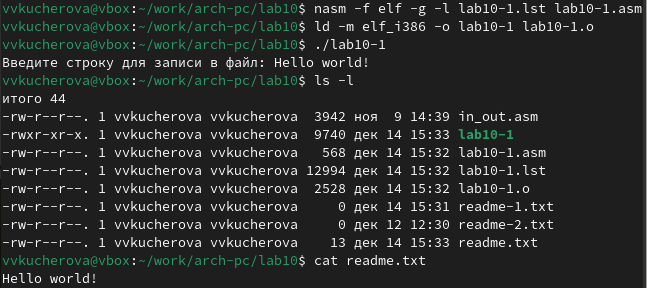 vvkucherova@vbox:~/work/arch-pc/lab10$ nasm -f elf -g -l lab10-1.lst lab10-1.asm
vvkucherova@vbox:~/work/arch-pc/lab10$ ld -m elf_i386 -o lab10-1 lab10-1.o
vvkucherova@vbox:~/work/arch-pc/lab10$ ./lab10-1
Введите строку для записи в файл: Hello world!
vvkucherova@vbox:~/work/arch-pc/lab10$ ls -l
итого 44
-rw-r--r--. 1 vvkucherova vvkucherova  3942 ноя  9 14:39 in_out.asm
-rwxr-xr-x. 1 vvkucherova vvkucherova  9740 дек 14 15:33 lab10-1
-rw-r--r--. 1 vvkucherova vvkucherova   568 дек 14 15:32 lab10-1.asm
-rw-r--r--. 1 vvkucherova vvkucherova 12994 дек 14 15:32 lab10-1.lst
-rw-r--r--. 1 vvkucherova vvkucherova  2528 дек 14 15:32 lab10-1.o
-rw-r--r--. 1 vvkucherova vvkucherova     0 дек 14 15:31 readme-1.txt
-rw-r--r--. 1 vvkucherova vvkucherova     0 дек 12 12:30 readme-2.txt
-rw-r--r--. 1 vvkucherova vvkucherova    13 дек 14 15:33 readme.txt
vvkucherova@vbox:~/work/arch-pc/lab10$ cat readme.txt
Hello world!